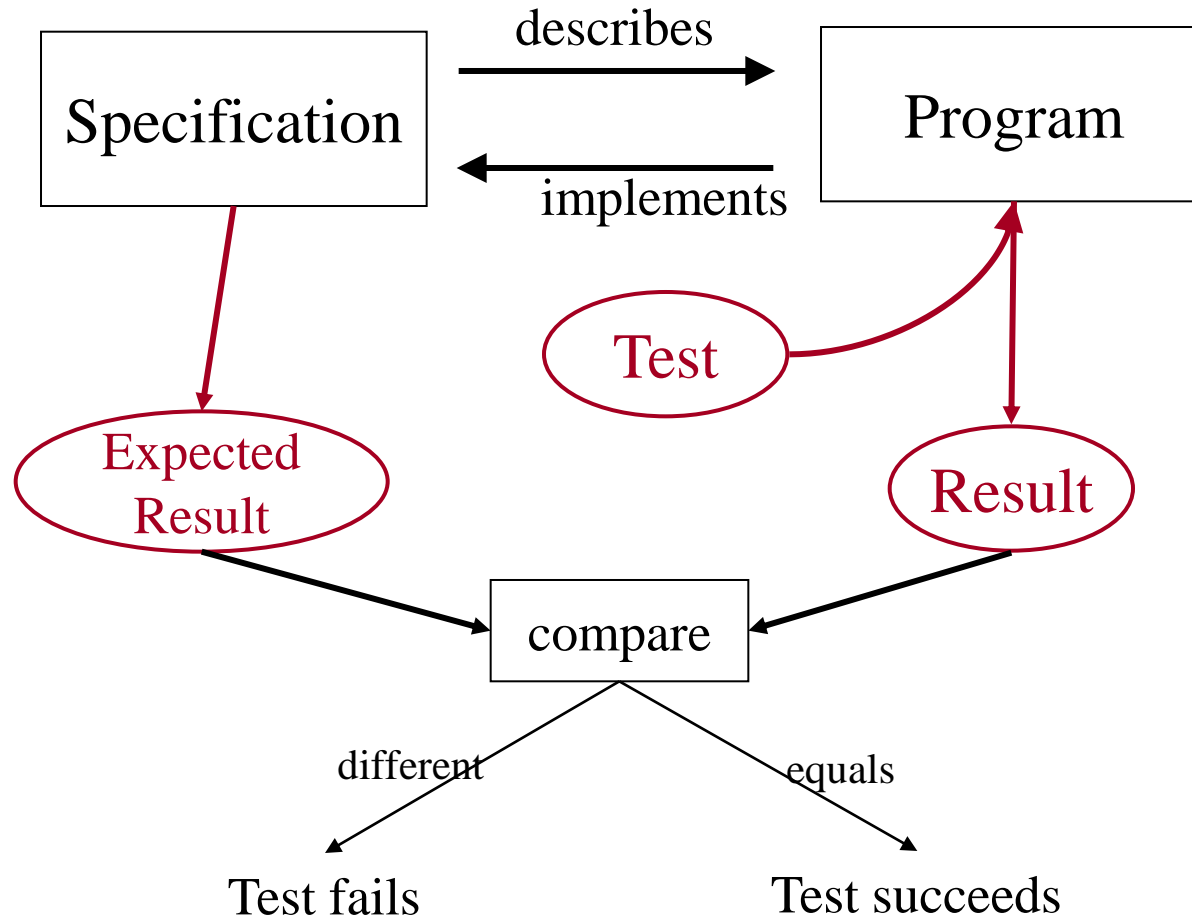 describes
Specification
Program
implements
Test
Expected
Result
Result
compare
different
equals
Test fails
Test succeeds